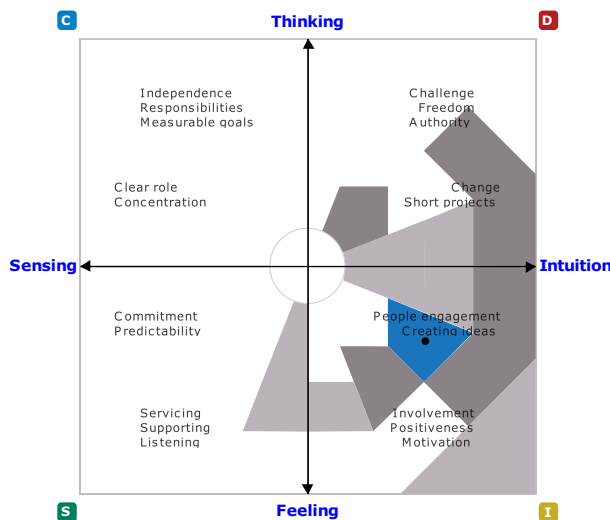 C
Thinking
D
Independence
Responsibilities
Measurable goals
Challenge
Freedom
Authority
Clear role
Concentration
Change
Short projects
Sensing
Intuition
Commitment
Predictability
People engagement
Creating ideas
Servicing
Supporting
Listening
Involvement
Positiveness
Motivation
S
Feeling
I